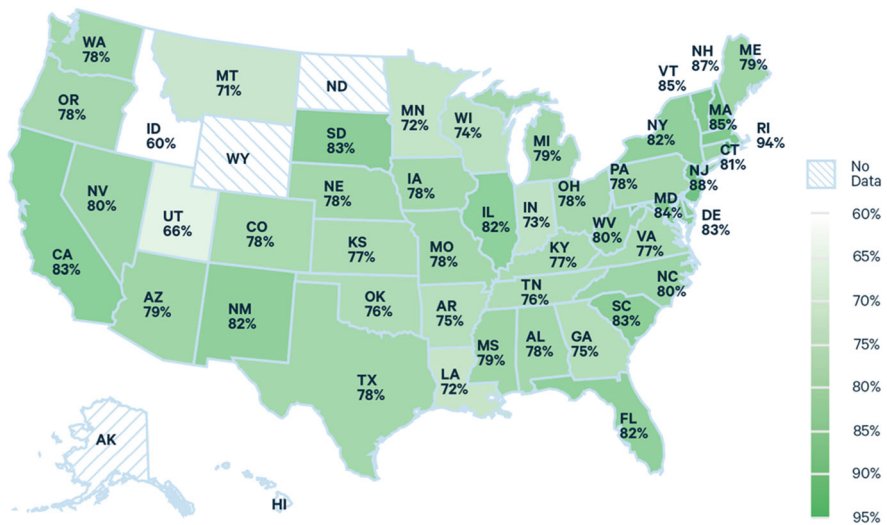 WA
78%
OR
78%
CA
83%
NV
80%
ID
60%
MT
71%
WY
UT
66%
AZ
79%
CO
78%
NM
82%
ND
SD
83%
NE
78%
KS
77%
OK
76%
TX
78%
MN
72%
IA
78%
MO
78%
AR
75%
LA
72%
WI
74%
IL
82%
MI
79%
IN
73%
OH
78%
KY
77%
TN
76%
MS
79%
AL
78%
GA
75%
FL
82%
SC
83%
NC
80%
VA
77%
WV
80%
PA
78%
NY
82%
VT
85%
NH
87%
ME
79%
MA
85%
RI
94%
CT
81%
NJ
88%
MD
84%
DE
83%
AK
HI
No
Data
60%
65%
70%
75%
80%
85%
90%
95%